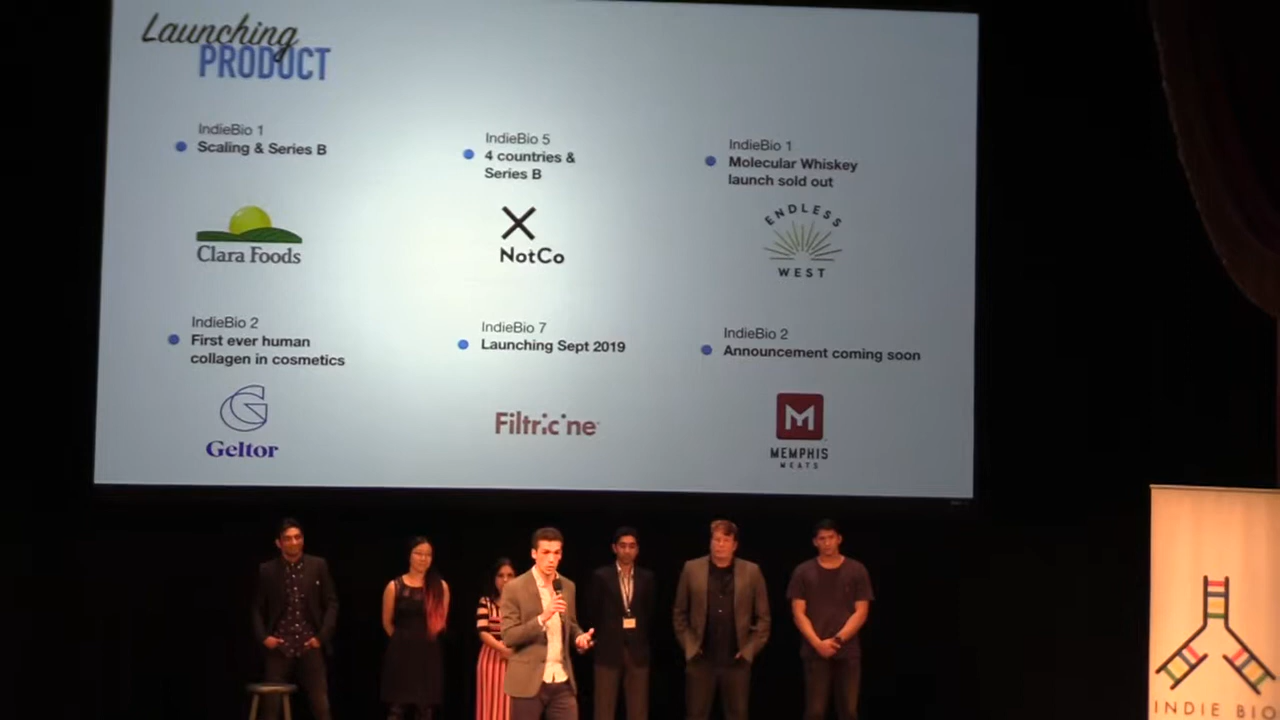 Launching
PRODUCT
IndieBio 1
Scaling & Series B
Clara Foods
IndieBio 5
4 countries &
Series B
NotCo
IndieBio 1
Molecular Whiskey
launch sold out
ENDLESS
WEST
IndieBio 2
First ever human
collagen in cosmetics
Geltor
IndieBio 7
Launching Sept 2019
Filtricine
IndieBio 2
Announcement coming soon
M
MEMPHIS
MEATS
INDIE BIO